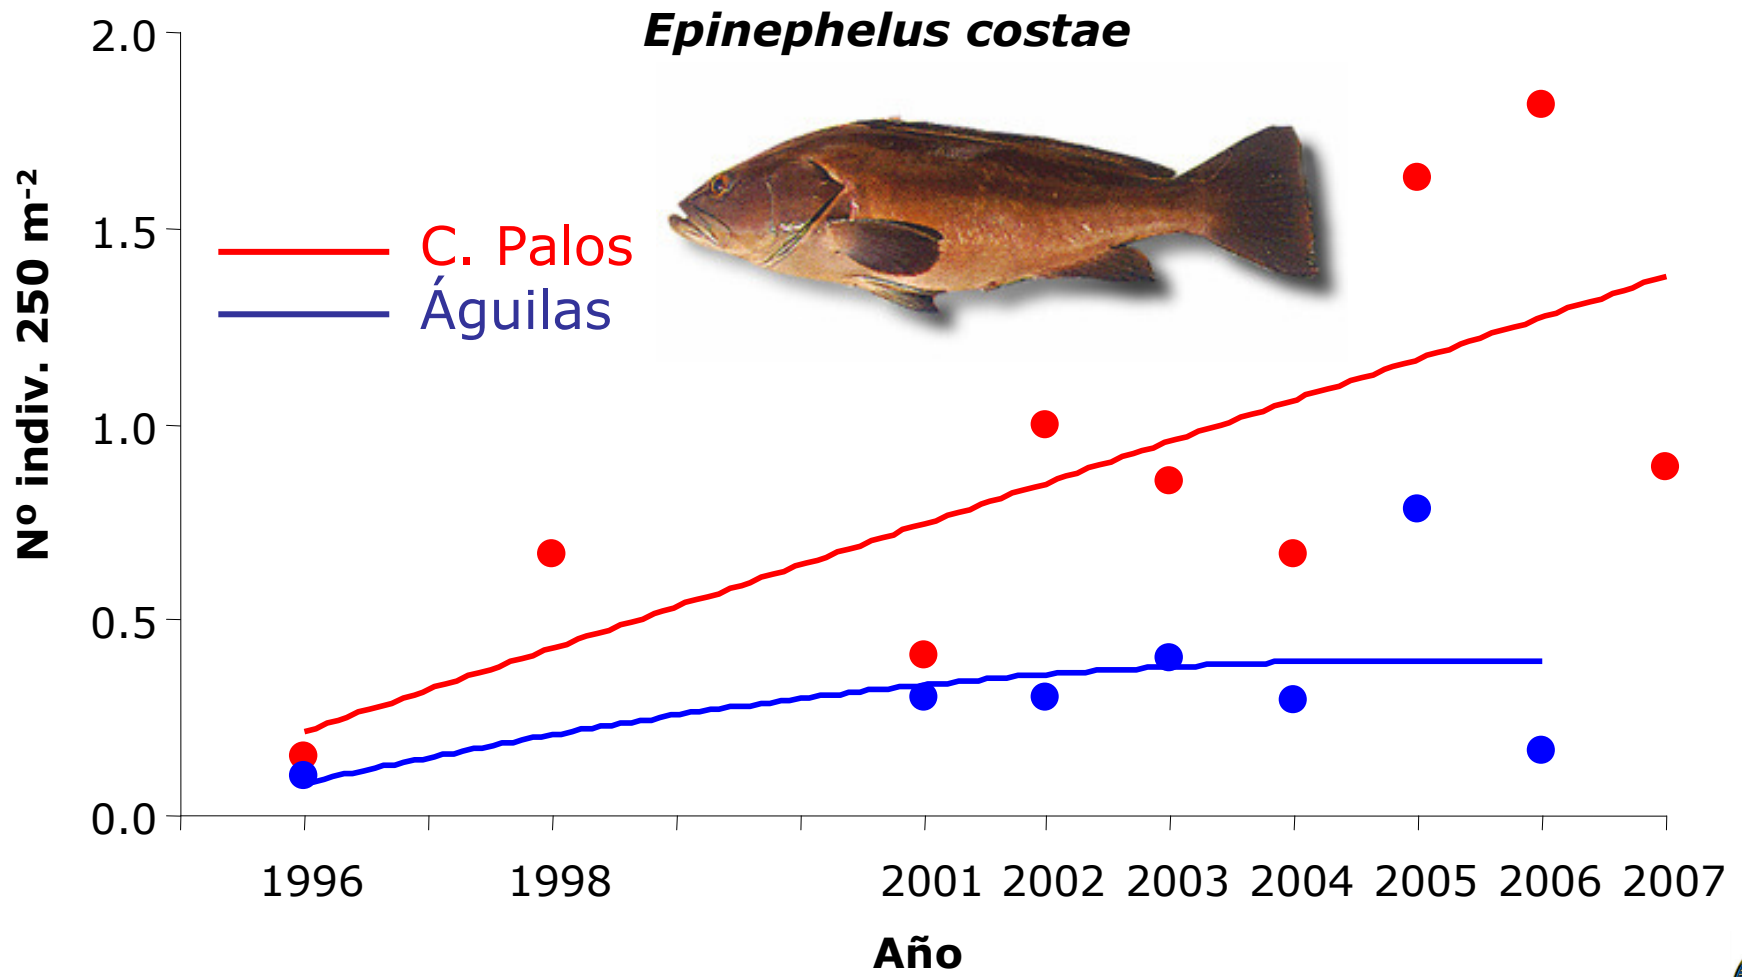 Epinephelus costae
2.0
1.5
1.0
0.5
0.0
Nº indiv. 250 m-2
C. Palos
Águilas
1996 1998 2001 2002 2003 2004 2005 2006 2007
Año